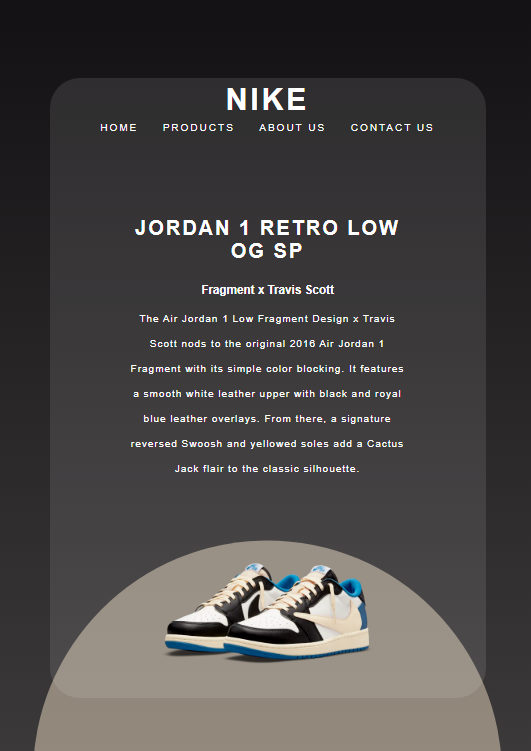 NIKE
HOME PRODUCTS ABOUT US CONTACT US
JORDAN 1 RETRO LOW
OG SP
Fragment x Travis Scott
The Air Jordan 1 Low Fragment Design x Travis
Scott nods to the original 2016 Air Jordan 1
Fragment with its simple color blocking. It features
a smooth white leather upper with black and royal
blue leather overlays. From there, a signature
reversed Swoosh and yellowed soles add a Cactus
Jack flair to the classic silhouette.